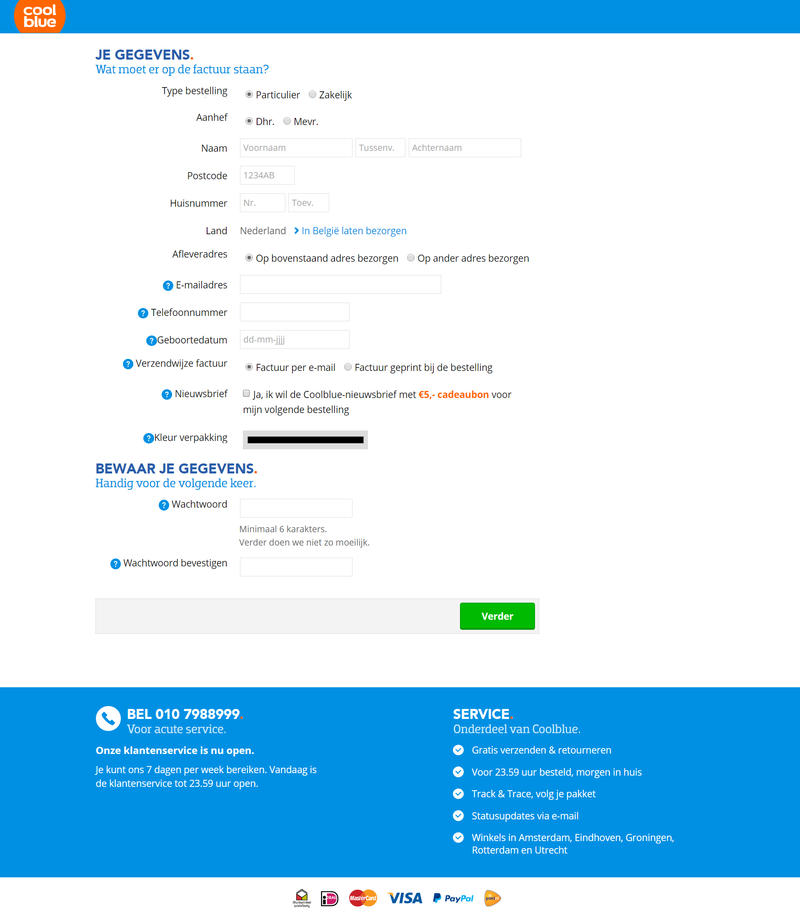 cool
blue
JE GEGEVENS.
Wat moet er op de factuur staan?
Type bestelling Particulier Zakelijk
Aanhef Dhr. Mevr.
Naam Voornaam Tussenv. Achternaam
Postcode 1234AB
Huisnummer Nr. Toev.
Land Nederland In België laten bezorgen
Afleveradres Op bovenstaand adres bezorgen Op ander adres bezorgen
? E-mailadres
? Telefoonnummer
? Geboortedatum dd-mm-jjjj
? Verzendwijze factuur Factuur per e-mail Factuur geprint bij de bestelling
? Nieuwsbrief Ja, ik wil de Coolblue-nieuwsbrief met €5,- cadeaubon voor
mijn volgende bestelling
? Kleur verpakking
BEWAAR JE GEGEVENS.
Handig voor de volgende keer.
? Wachtwoord
Minimaal 6 karakters.
Verder doen we niet zo moeilijk.
? Wachtwoord bevestigen
Verder
BEL 010 7988999.
Voor acute service.
Onze klantenservice is nu open.
Je kunt ons 7 dagen per week bereiken. Vandaag is
de klantenservice tot 23.59 uur open.
SERVICE.
Onderdeel van Coolblue.
Gratis verzenden & retourneren
Voor 23.59 uur besteld, morgen in huis
Track & Trace, volg je pakket
Statusupdates via e-mail
Winkels in Amsterdam, Eindhoven, Groningen,
Rotterdam en Utrecht
iDEAL MasterCard VISA PayPal